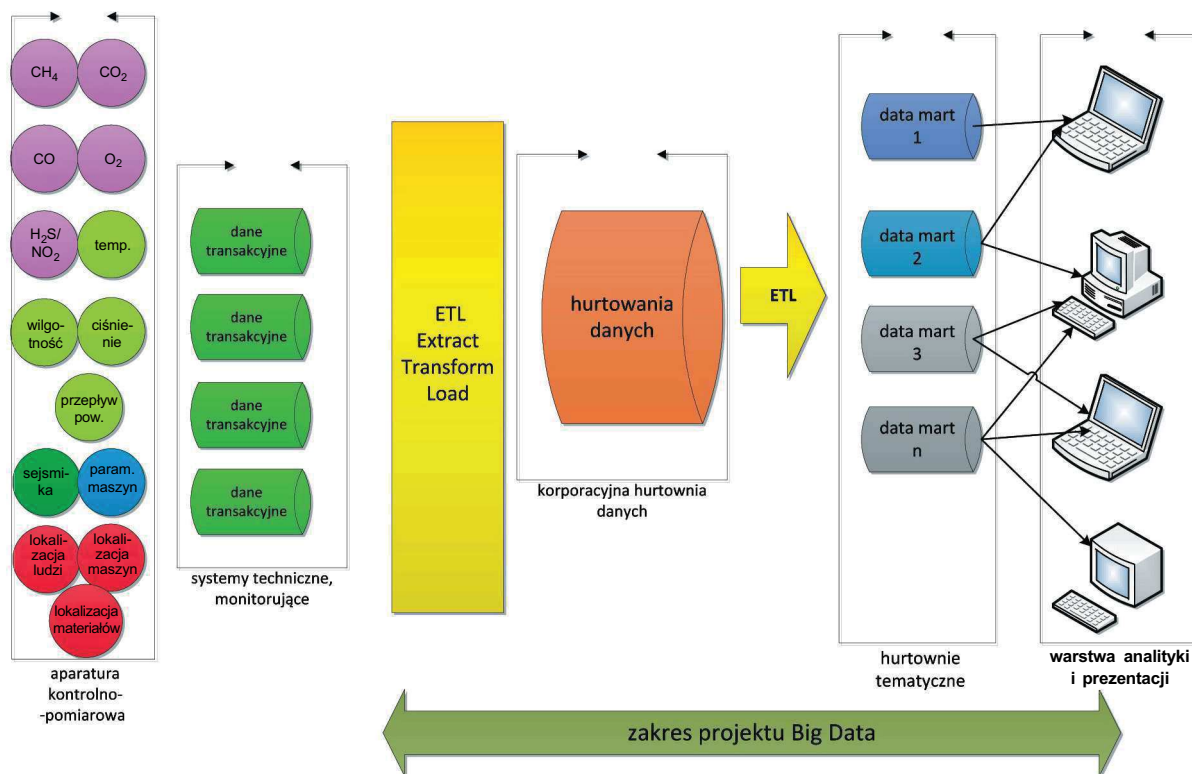 CH4
CO2
CO
O2
H2S/
NO2
temp.
wilgo-
tność
ciśnie-
nie
przepływ
pow.
sejsmi-
ka
param.
maszyn
lokali-
zacja
ludzi
lokali-
zacja
maszyn
lokalizacja
materiałów
aparatura
kontrolno-
-pomiarowa
dane
transakcyjne
dane
transakcyjne
dane
transakcyjne
dane
transakcyjne
systemy techniczne,
monitorujące
ETL
Extract
Transform
Load
hurtowania
danych
korporacyjna hurtownia
danych
ETL
data mart
1
data mart
2
data mart
3
data mart
n
hurtownie
tematyczne
warstwa analityki
i prezentacji
zakres projektu Big Data